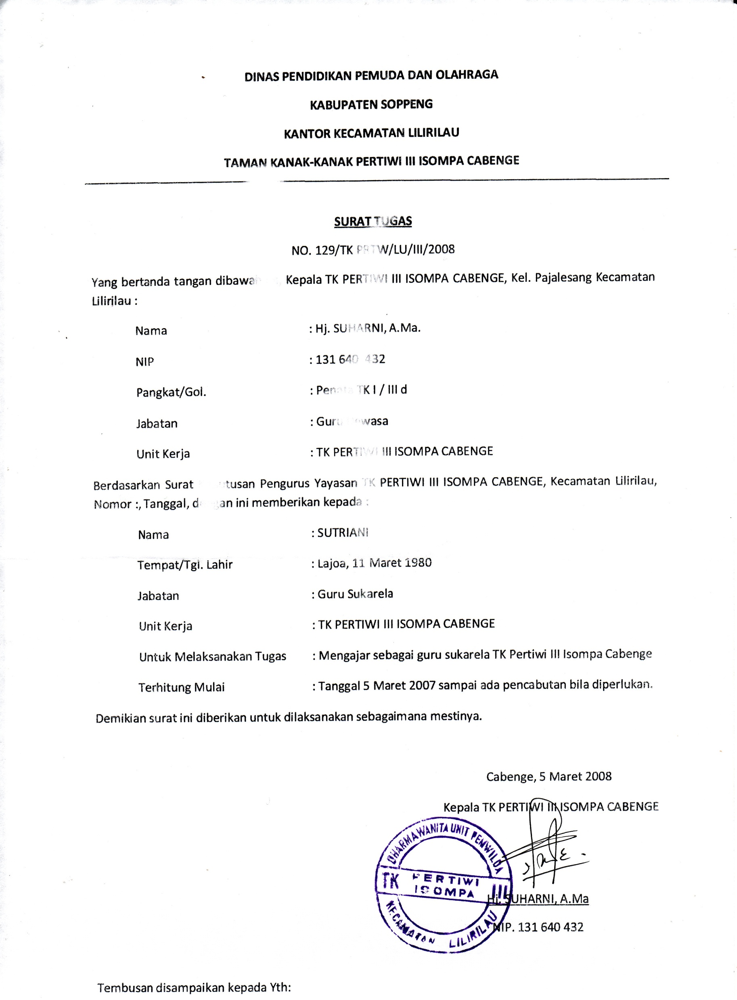 DINAS PENDIDIKAN PEMUDA DAN OLAHRAGA
KABUPATEN SOPPENG
KANTOR KECAMATAN LILIRILAU
TAMAN KANAK-KANAK PERTIWI III ISOMPA CABENGE
SURAT TUGAS
NO. 129/TK PRTW/LU/III/2008
Yang bertanda tangan dibawa Kepala TK PERTIWI III ISOMPA CABENGE, Kel. Pajalesang Kecamatan
Lilirilau :
Nama : Hj. SUHARNI, A.Ma.
NIP : 131 640 432
Pangkat/Gol. : Penata TK I / III d
Jabatan : Guru wasa
Unit Kerja : TK PERTIWI III ISOMPA CABENGE
Berdasarkan Surat tusan Pengurus Yayasan TK PERTIWI III ISOMPA CABENGE, Kecamatan Lilirilau,
Nomor :, Tanggal, d an ini memberikan kepada :
Nama : SUTRIANI
Tempat/Tgl. Lahir : Lajoa, 11 Maret 1980
Jabatan : Guru Sukarela
Unit Kerja : TK PERTIWI III ISOMPA CABENGE
Untuk Melaksanakan Tugas : Mengajar sebagai guru sukarela TK Pertiwi III Isompa Cabenge
Terhitung Mulai : Tanggal 5 Maret 2007 sampai ada pencabutan bila diperlukan.
Demikian surat ini diberikan untuk dilaksanakan sebagaimana mestinya.
Cabenge, 5 Maret 2008
Kepala TK PERTIWI III ISOMPA CABENGE
DHARMAWANITA UNIT PEMWILDA
TK PERTIWI ISOMPA III
KECAMATAN LILIRILAU
Hj. SUHARNI, A.Ma
NIP. 131 640 432
Tembusan disampaikan kepada Yth: